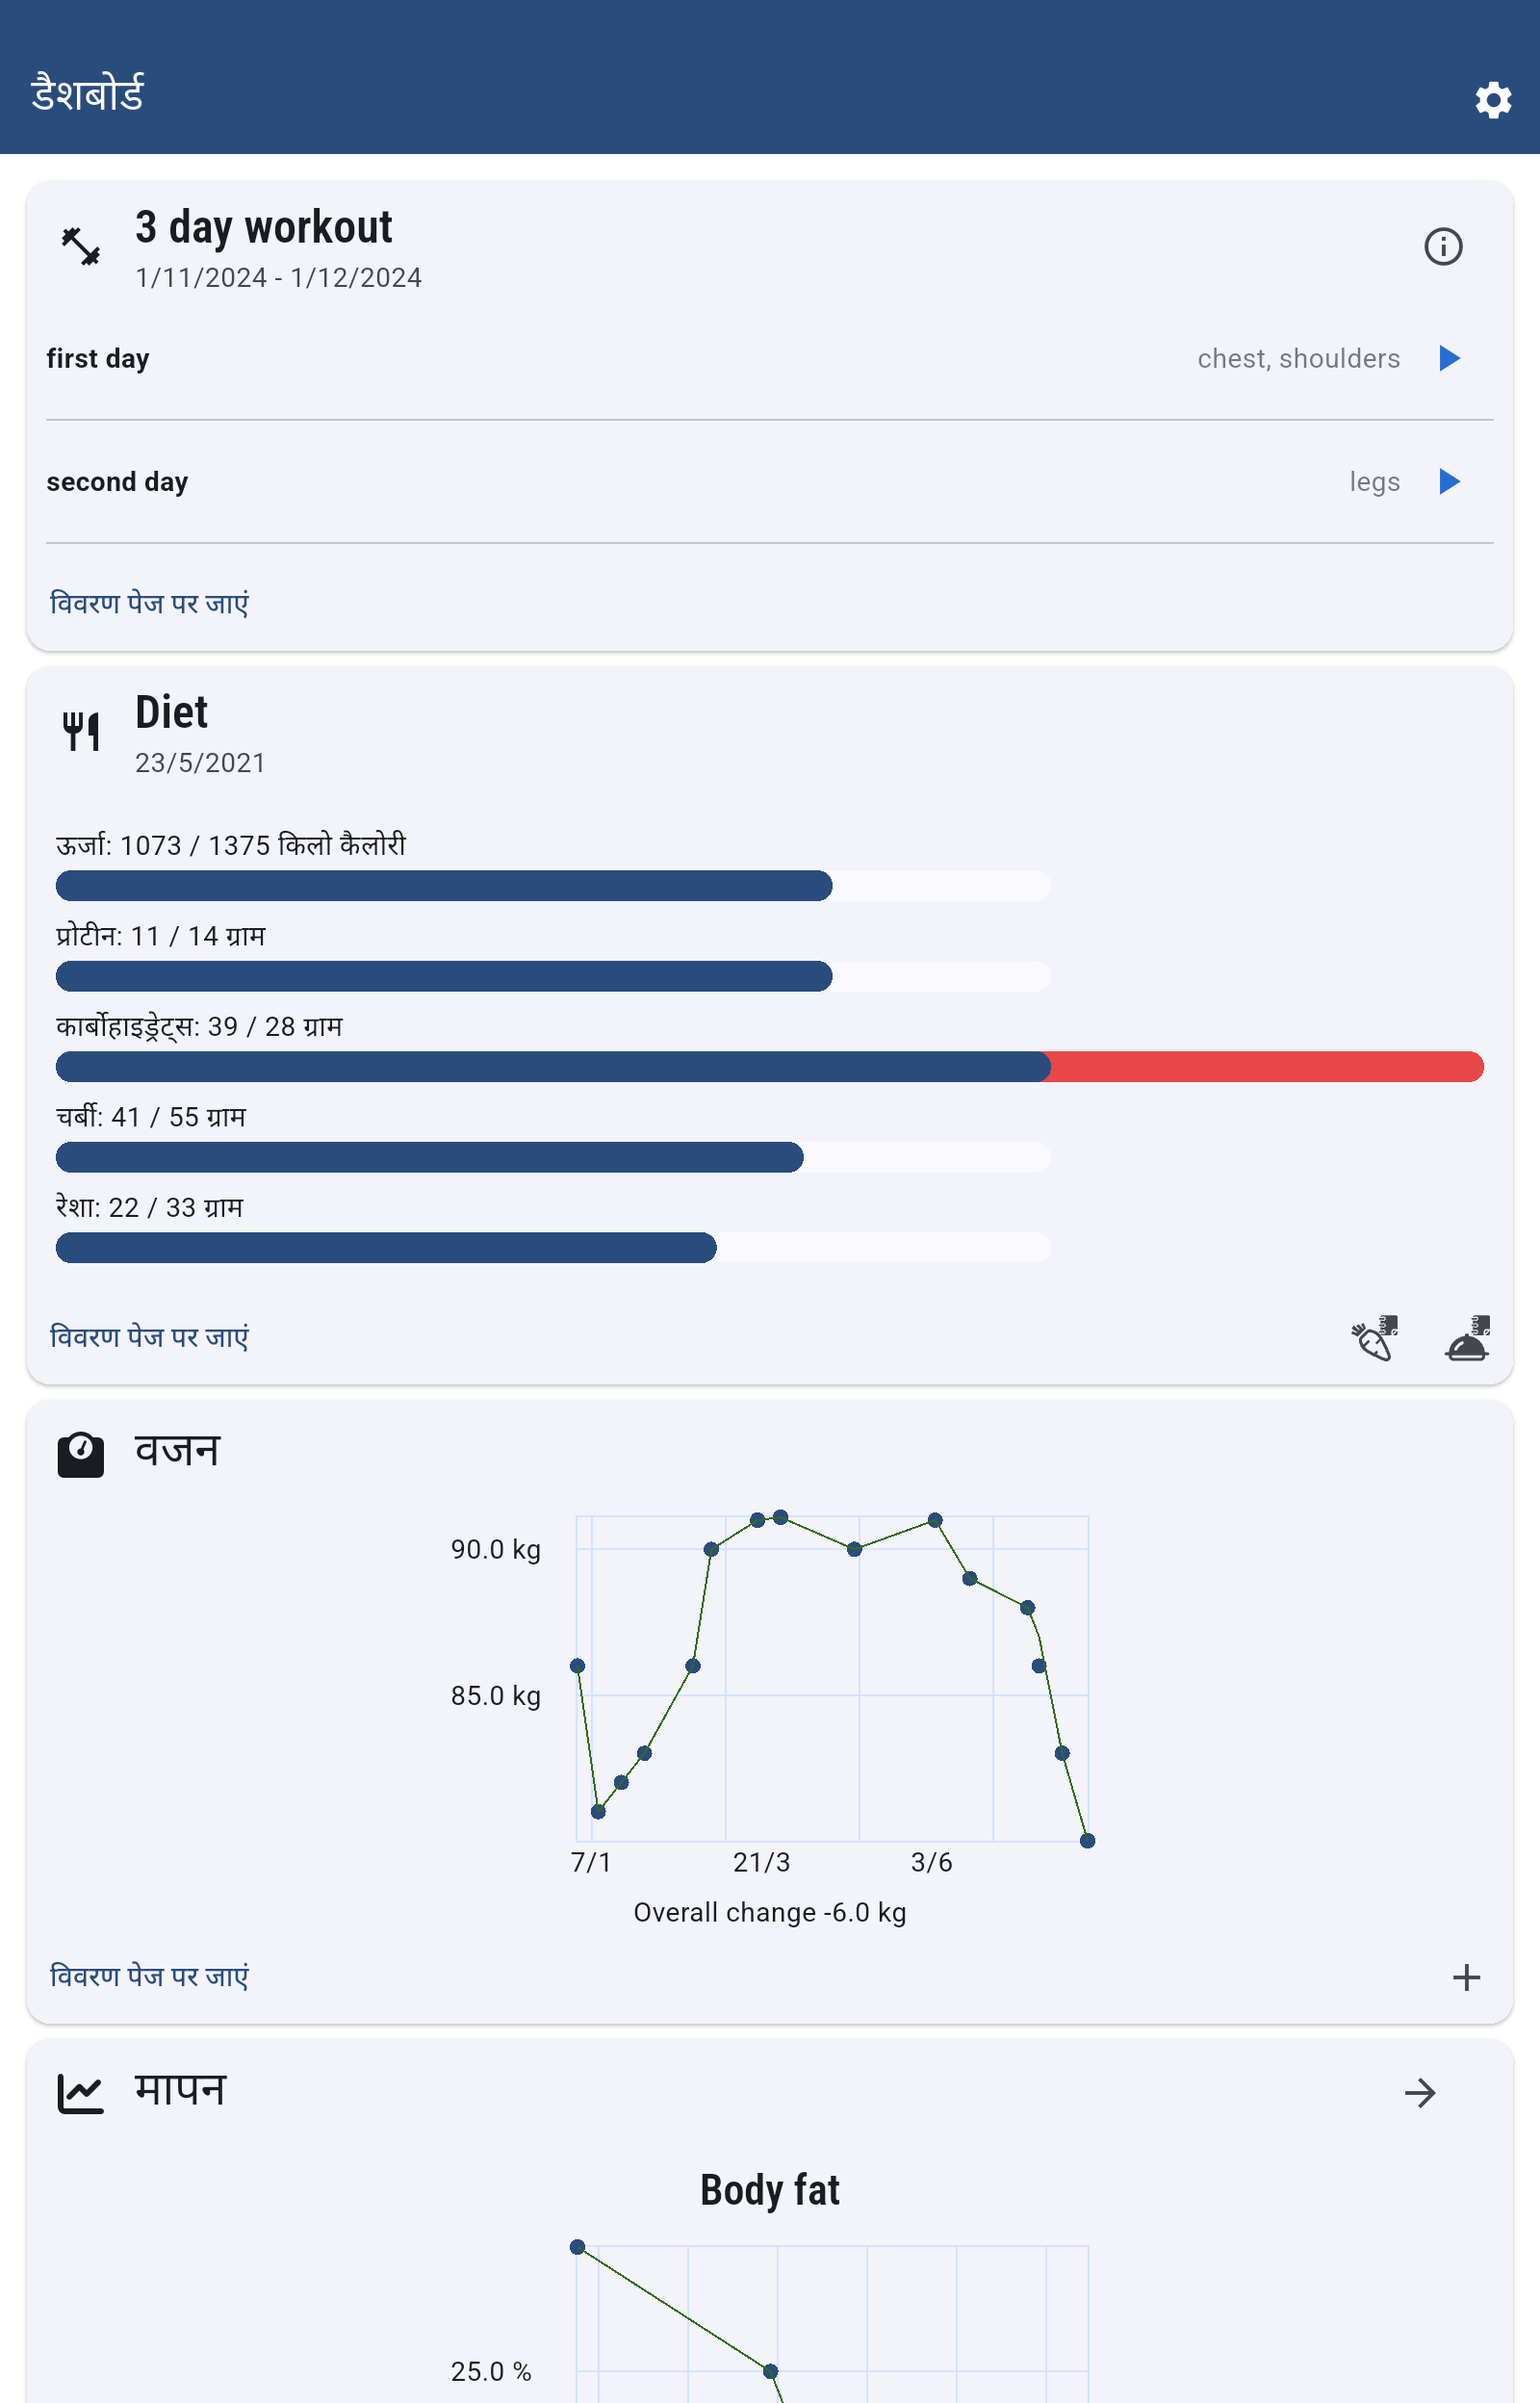 डैशबोर्ड
3 day workout
1/11/2024 - 1/12/2024
first day
chest, shoulders
second day
legs
विवरण पेज पर जाएं
Diet
23/5/2021
ऊर्जा: 1073 / 1375 किलो कैलोरी
प्रोटीन: 11 / 14 ग्राम
कार्बोहाइड्रेट्स: 39 / 28 ग्राम
चर्बी: 41 / 55 ग्राम
रेशा: 22 / 33 ग्राम
विवरण पेज पर जाएं
वजन
90.0 kg
85.0 kg
7/1
21/3
3/6
Overall change -6.0 kg
विवरण पेज पर जाएं
मापन
Body fat
25.0 %